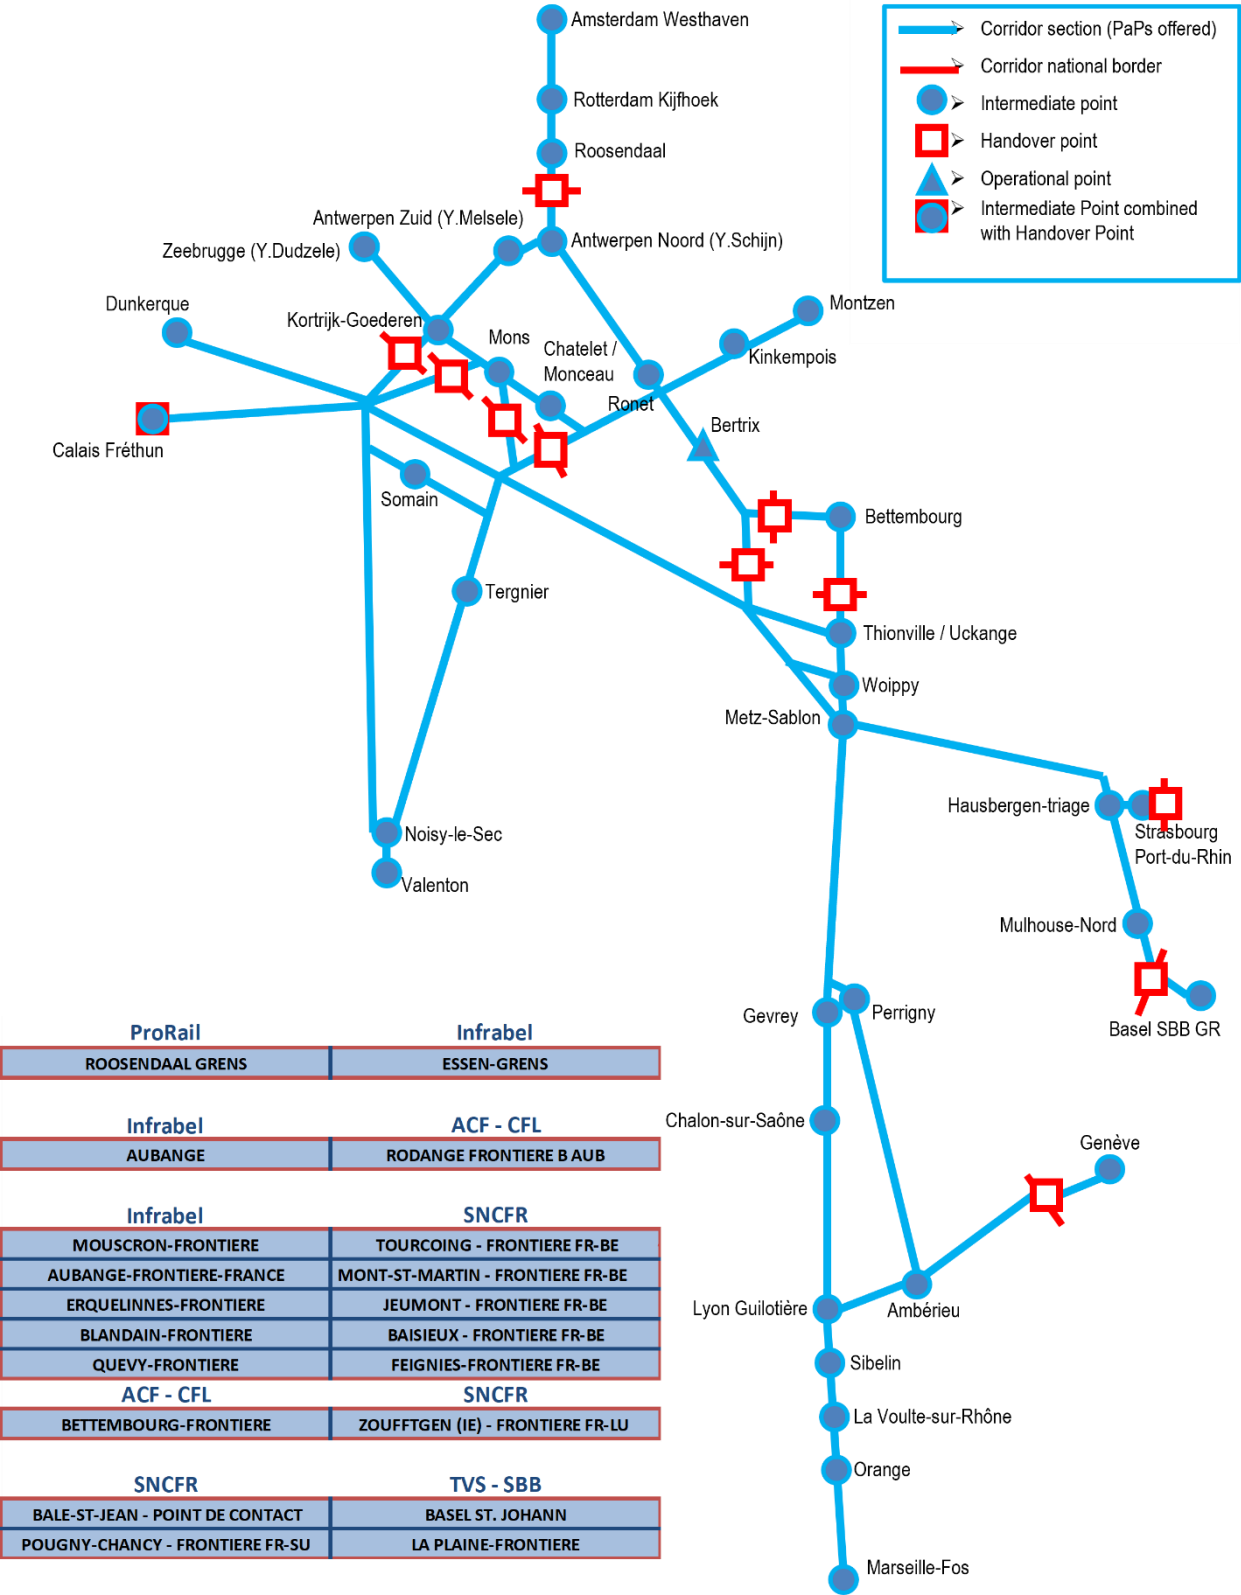 Amsterdam Westhaven
Rotterdam Kijfhoek
Roosendaal
Corridor section (PaPs offered)
Corridor national border
Intermediate point
Handover point
Operational point
Intermediate Point combined
with Handover Point
Antwerpen Zuid (Y.Melsele)
Zeebrugge (Y.Dudzele)
Antwerpen Noord (Y.Schijn)
Dunkerque
Kortrijk-Goederen
Mons
Chatelet /
Monceau
Montzen
Kinkempois
Ronet
Bertrix
Calais Fréthun
Somain
Bettembourg
Tergnier
Thionville / Uckange
Woippy
Metz-Sablon
Hausbergen-triage
Strasbourg
Port-du-Rhin
Noisy-le-Sec
Valenton
Mulhouse-Nord
Gevrey
Perrigny
Basel SBB GR
Chalon-sur-Saône
Genève
Lyon Guilotière
Ambérieu
Sibelin
La Voulte-sur-Rhône
Orange
Marseille-Fos
ProRail Infrabel
ROOSENDAAL GRENS ESSEN-GRENS
Infrabel ACF - CFL
AUBANGE RODANGE FRONTIERE B AUB
Infrabel SNCFR
MOUSCRON-FRONTIERE TOURCOING - FRONTIERE FR-BE
AUBANGE-FRONTIERE-FRANCE MONT-ST-MARTIN - FRONTIERE FR-BE
ERQUELINNES-FRONTIERE JEUMONT - FRONTIERE FR-BE
BLANDAIN-FRONTIERE BAISIEUX - FRONTIERE FR-BE
QUEVY-FRONTIERE FEIGNIES-FRONTIERE FR-BE
ACF - CFL SNCFR
BETTEMBOURG-FRONTIERE ZOUFFTGEN (IE) - FRONTIERE FR-LU
SNCFR TVS - SBB
BALE-ST-JEAN - POINT DE CONTACT BASEL ST. JOHANN
POUGNY-CHANCY - FRONTIERE FR-SU LA PLAINE-FRONTIERE